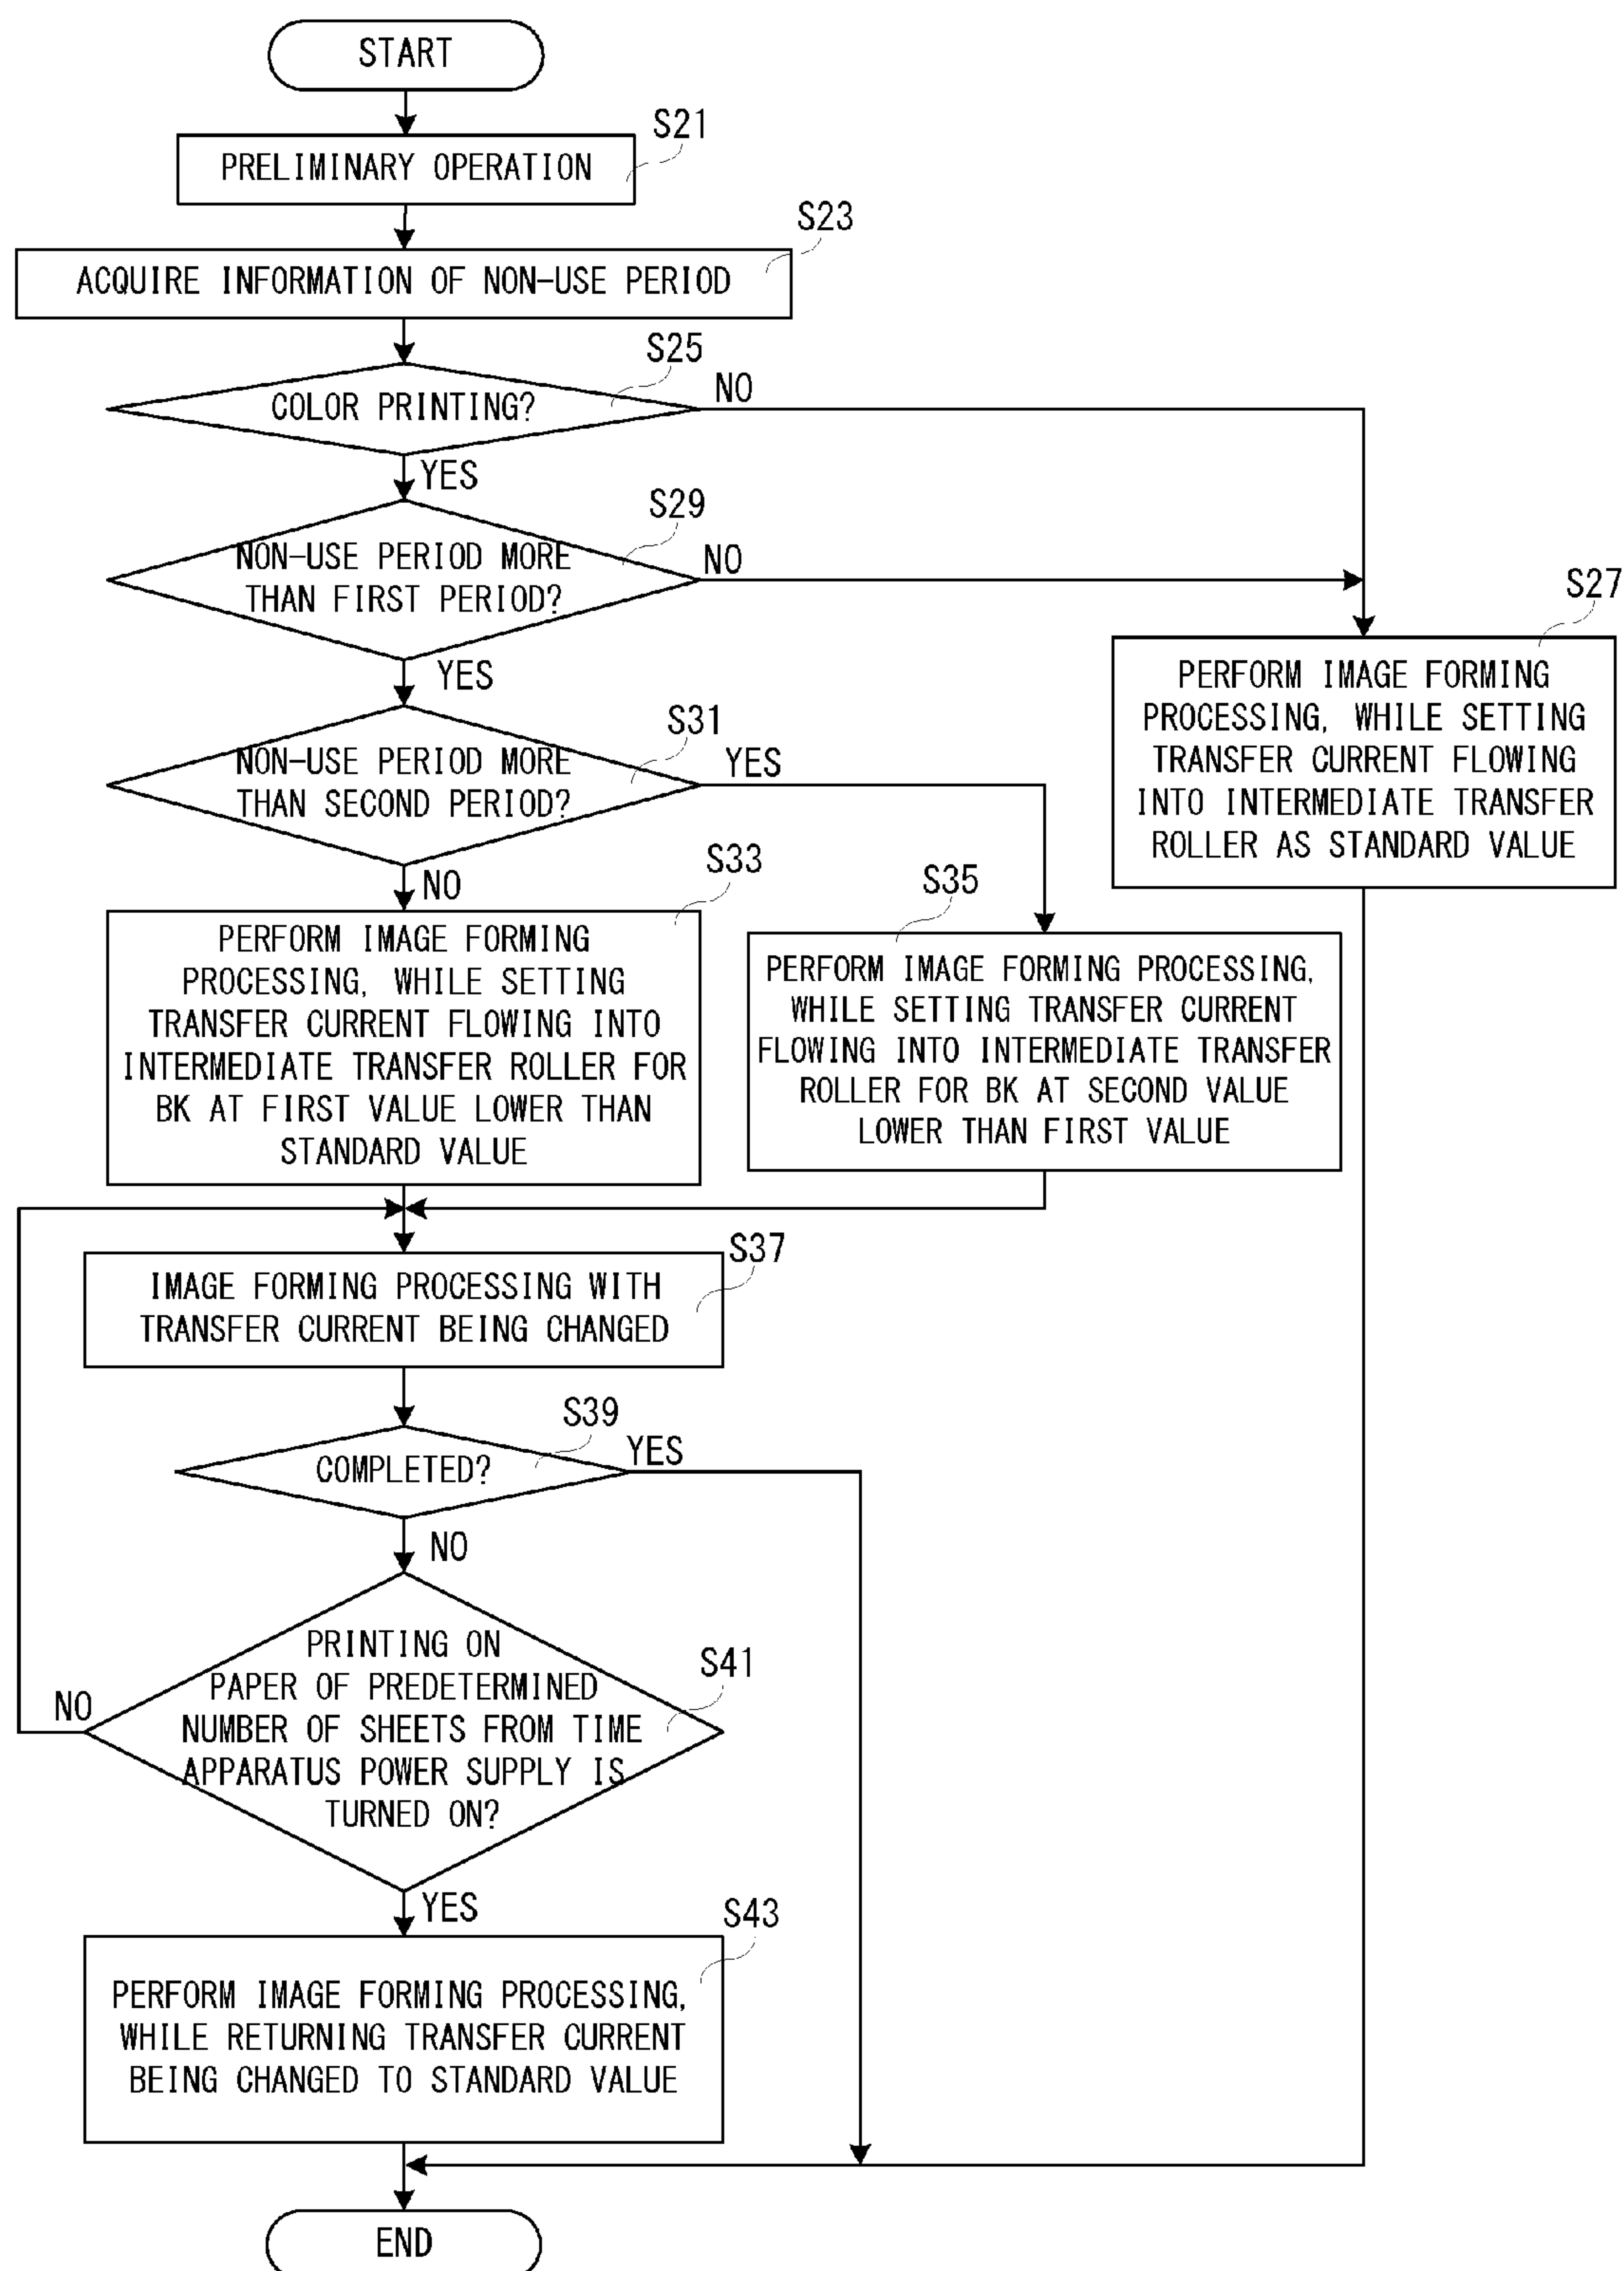 START
S21
PRELIMINARY OPERATION
S23
ACQUIRE INFORMATION OF NON-USE PERIOD
S25
COLOR PRINTING?
NO
YES
S29
NON-USE PERIOD MORE
THAN FIRST PERIOD?
NO
YES
S27
PERFORM IMAGE FORMING
PROCESSING, WHILE SETTING
TRANSFER CURRENT FLOWING
INTO INTERMEDIATE TRANSFER
ROLLER AS STANDARD VALUE
S31
NON-USE PERIOD MORE
THAN SECOND PERIOD?
YES
NO
S33
PERFORM IMAGE FORMING
PROCESSING, WHILE SETTING
TRANSFER CURRENT FLOWING INTO
INTERMEDIATE TRANSFER ROLLER FOR
BK AT FIRST VALUE LOWER THAN
STANDARD VALUE
S35
PERFORM IMAGE FORMING PROCESSING,
WHILE SETTING TRANSFER CURRENT
FLOWING INTO INTERMEDIATE TRANSFER
ROLLER FOR BK AT SECOND VALUE
LOWER THAN FIRST VALUE
S37
IMAGE FORMING PROCESSING WITH
TRANSFER CURRENT BEING CHANGED
S39
COMPLETED?
YES
NO
S41
PRINTING ON
PAPER OF PREDETERMINED
NUMBER OF SHEETS FROM TIME
APPARATUS POWER SUPPLY IS
TURNED ON?
NO
YES
S43
PERFORM IMAGE FORMING PROCESSING,
WHILE RETURNING TRANSFER CURRENT
BEING CHANGED TO STANDARD VALUE
END